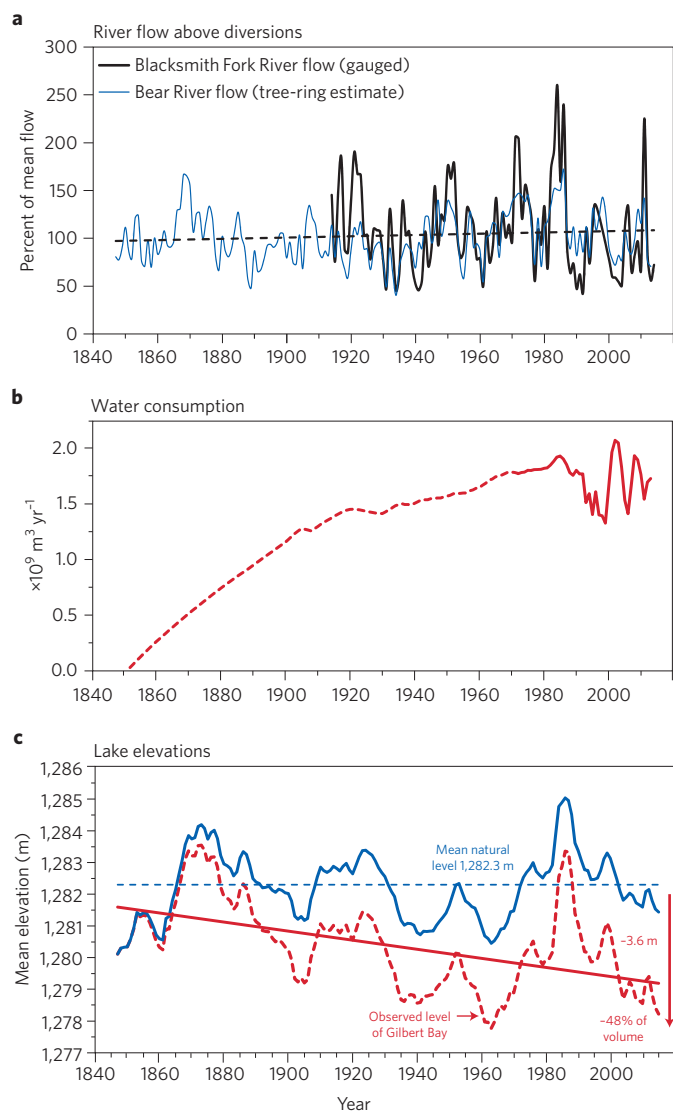 a
River flow above diversions
300
250
200
150
100
50
0
Percent of mean flow
Blacksmith Fork River flow (gauged)
Bear River flow (tree-ring estimate)
1840 1860 1880 1900 1920 1940 1960 1980 2000
b
Water consumption
2.0
1.5
1.0
0.5
0.0
×10⁹ m³ yr⁻¹
1840 1860 1880 1900 1920 1940 1960 1980 2000
c
Lake elevations
1,286
1,285
1,284
1,283
1,282
1,281
1,280
1,279
1,278
1,277
Mean elevation (m)
Mean natural
level 1,282.3 m
–3.6 m
Observed level
of Gilbert Bay
–48% of
volume
1840 1860 1880 1900 1920 1940 1960 1980 2000
Year